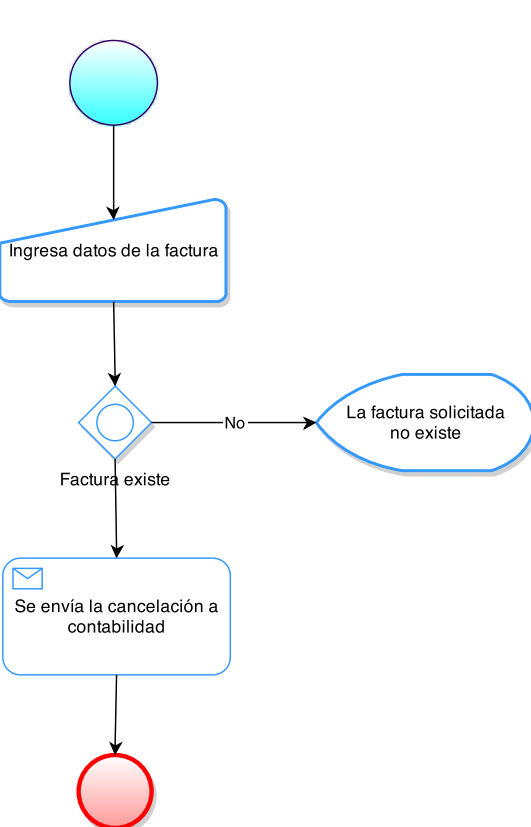 Ingresa datos de la factura
No
La factura solicitada
no existe
Factura existe
Se envía la cancelación a
contabilidad